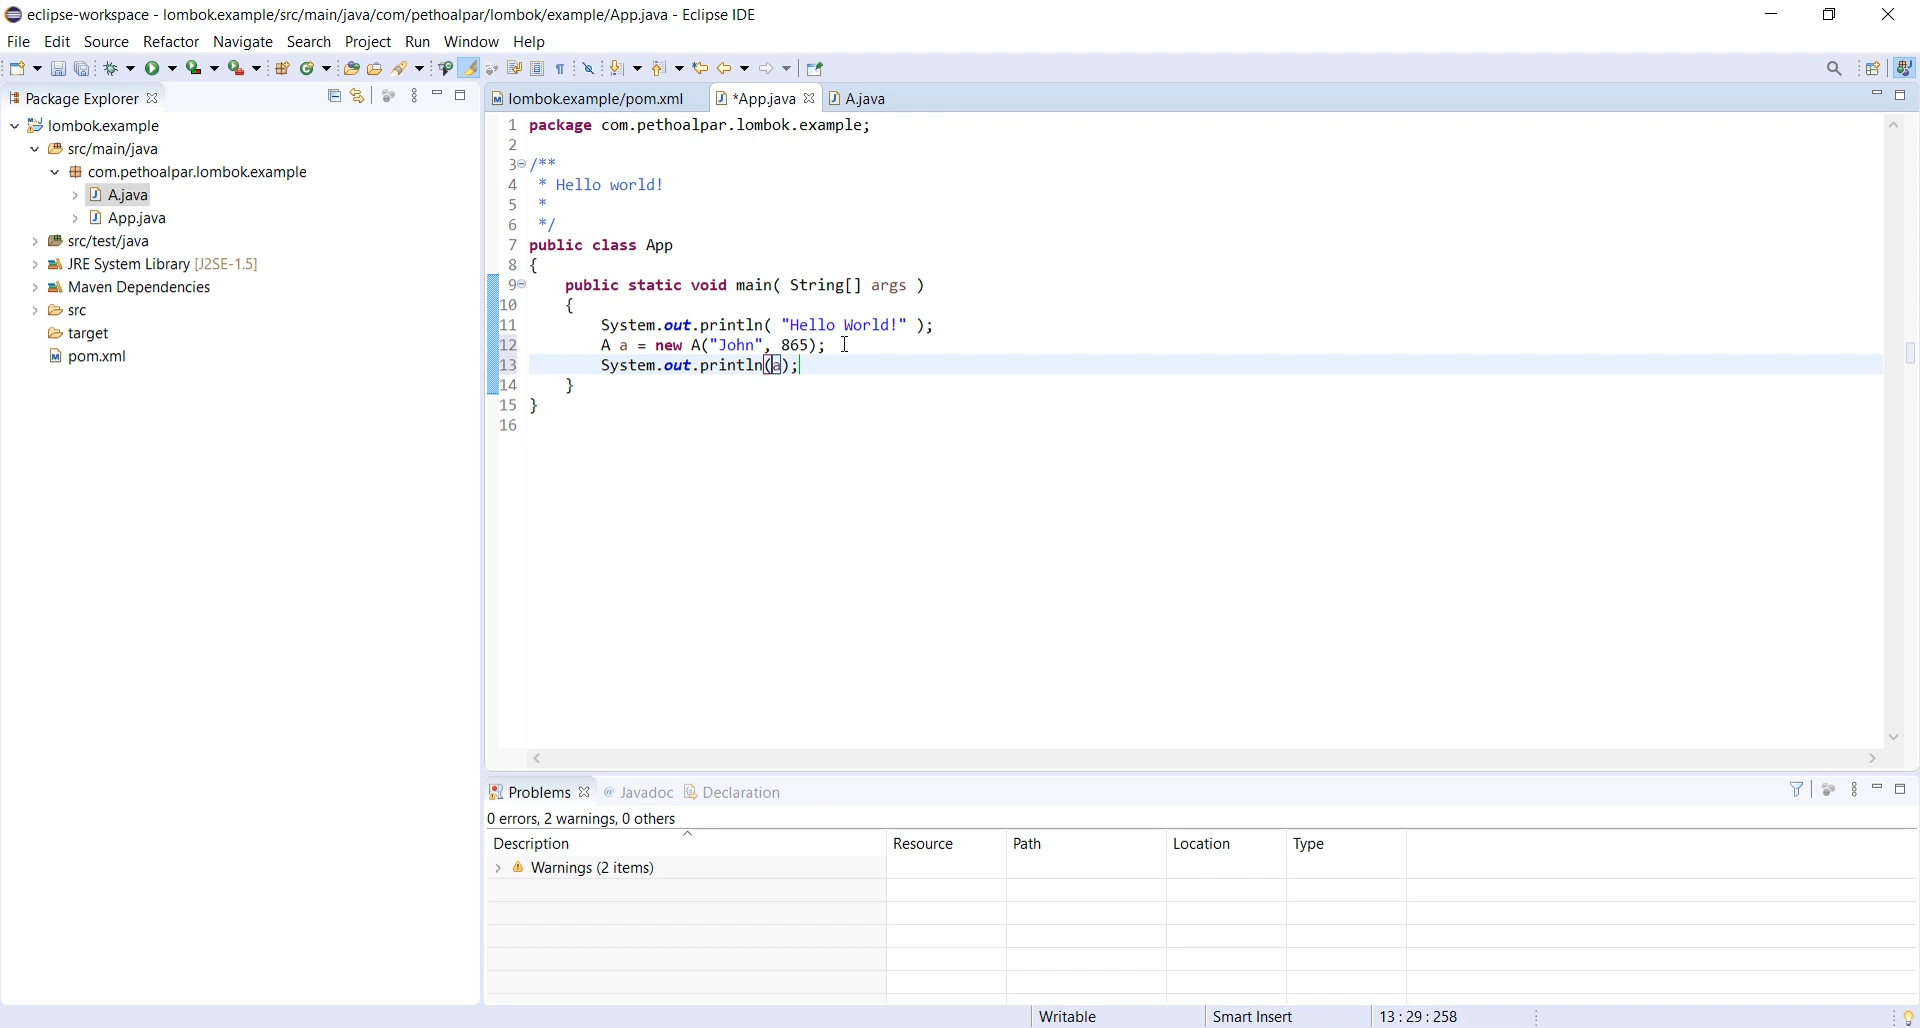 eclipse-workspace - lombok.example/src/main/java/com/pethoalpar/lombok/example/App.java - Eclipse IDE
File Edit Source Refactor Navigate Search Project Run Window Help
Package Explorer
lombok.example/pom.xml *App.java A.java
lombok.example
src/main/java
com.pethoalpar.lombok.example
A.java
App.java
src/test/java
JRE System Library [J2SE-1.5]
Maven Dependencies
src
target
pom.xml
1 package com.pethoalpar.lombok.example;
2
3 /**
4 * Hello world!
5 *
6 */
7 public class App
8 {
9 public static void main( String[] args )
10 {
11 System.out.println( "Hello World!" );
12 A a = new A("John", 865);
13 System.out.println(a);
14 }
15 }
16
Problems @ Javadoc Declaration
0 errors, 2 warnings, 0 others
Description Resource Path Location Type
Warnings (2 items)
Writable Smart Insert 13 : 29 : 258